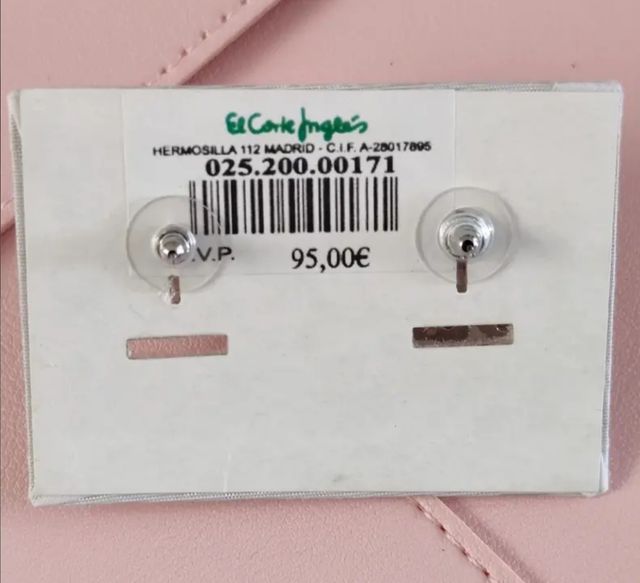 El Corte Inglés
HERMOSILLA 112 MADRID - C.I.F. A-28017895
025.200.00171
.V.P. 95,00€